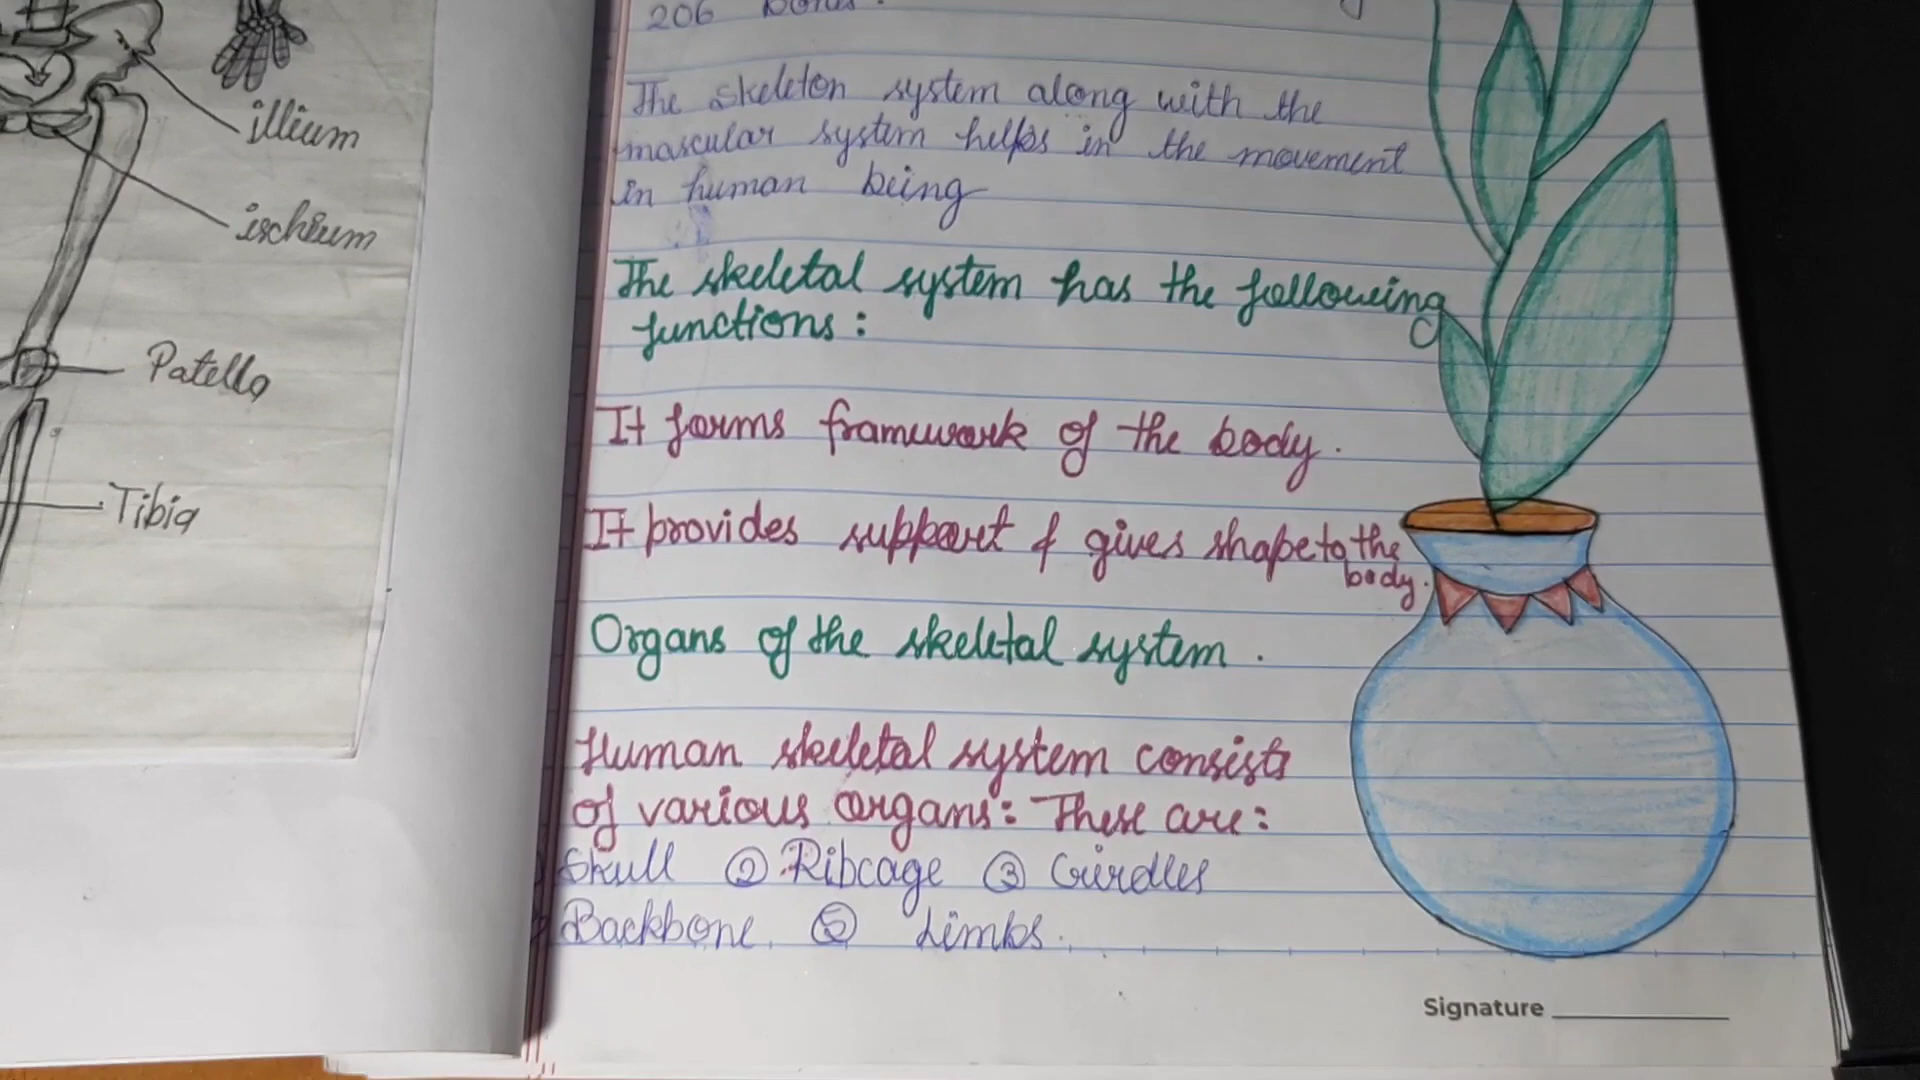 illium
ischium
Patella
Tibia
206 Bones.
The skeleton system along with the
mascular system helps in the movement
in human being
The skeletal system has the following
functions:
It forms framework of the body.
It provides support & gives shape to the
body.
Organs of the skeletal system.
Human skeletal system consists
of various organs: These are:
Skull ② Ribcage ③ Girdles
Backbone. ⑤ Limbs.
Signature